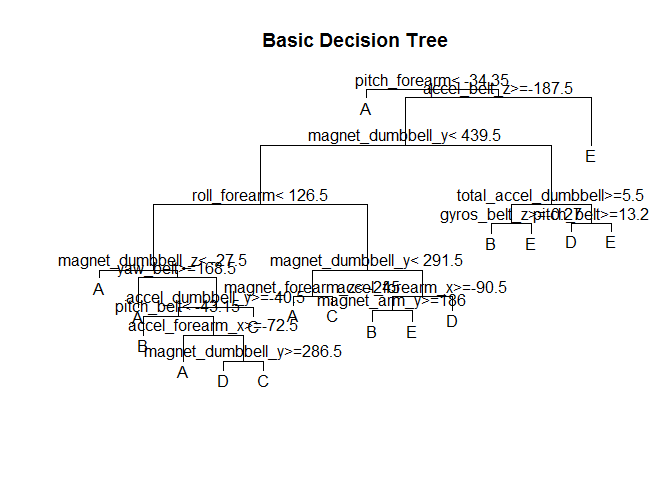 Basic Decision Tree
pitch_forearm< -34.35
accel_belt_z>=-187.5
A
magnet_dumbbell_y< 439.5
E
roll_forearm< 126.5
total_accel_dumbbell>=5.5
gyros_belt_z>=-0.27
pitch_belt>=13.2
B
E
D
E
magnet_dumbbell_z< -27.5
magnet_dumbbell_y< 291.5
yaw_belt>=168.5
A
magnet_forearm_z<-245
accel_forearm_x>=-90.5
accel_dumbbell_y>=-40.5
magnet_arm_y>=186
pitch_belt< -43.15
A
A
C
D
accel_forearm_x>=-72.5
C
B
E
B
magnet_dumbbell_y>=286.5
A
D
C